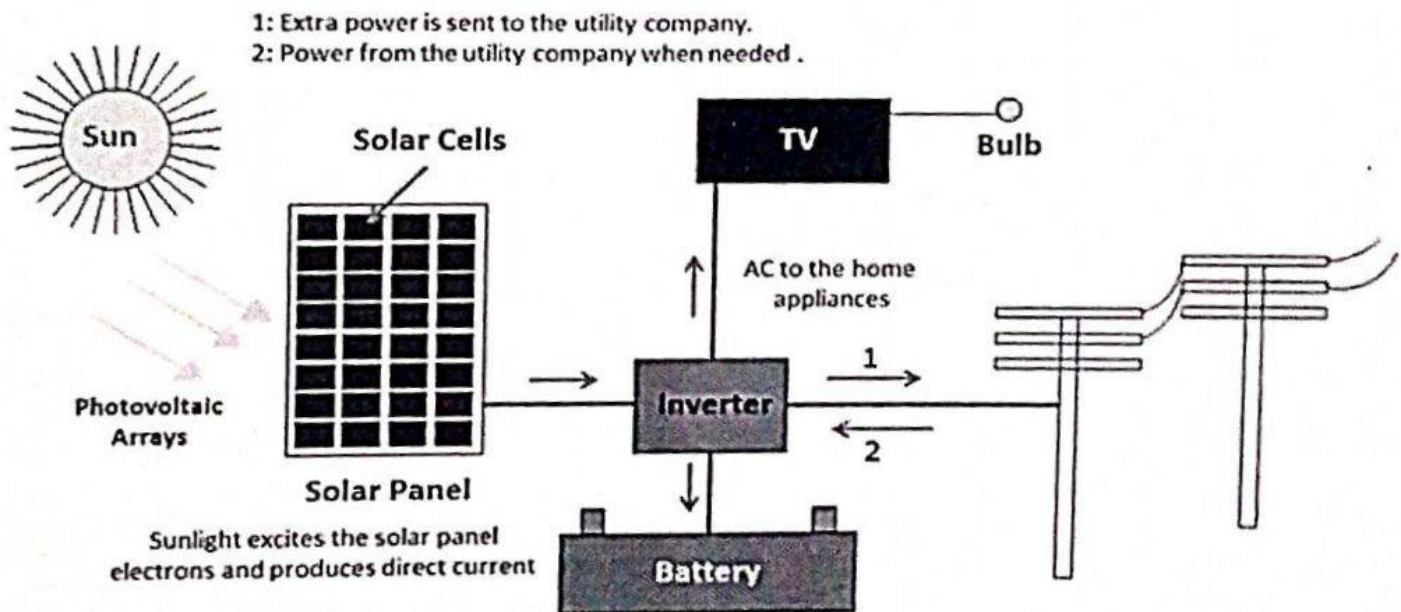 1: Extra power is sent to the utility company.
2: Power from the utility company when needed .
Sun
Solar Cells
TV
Bulb
AC to the home
appliances
Photovoltaic
Arrays
Inverter
1
2
Solar Panel
Sunlight excites the solar panel
electrons and produces direct current
Battery